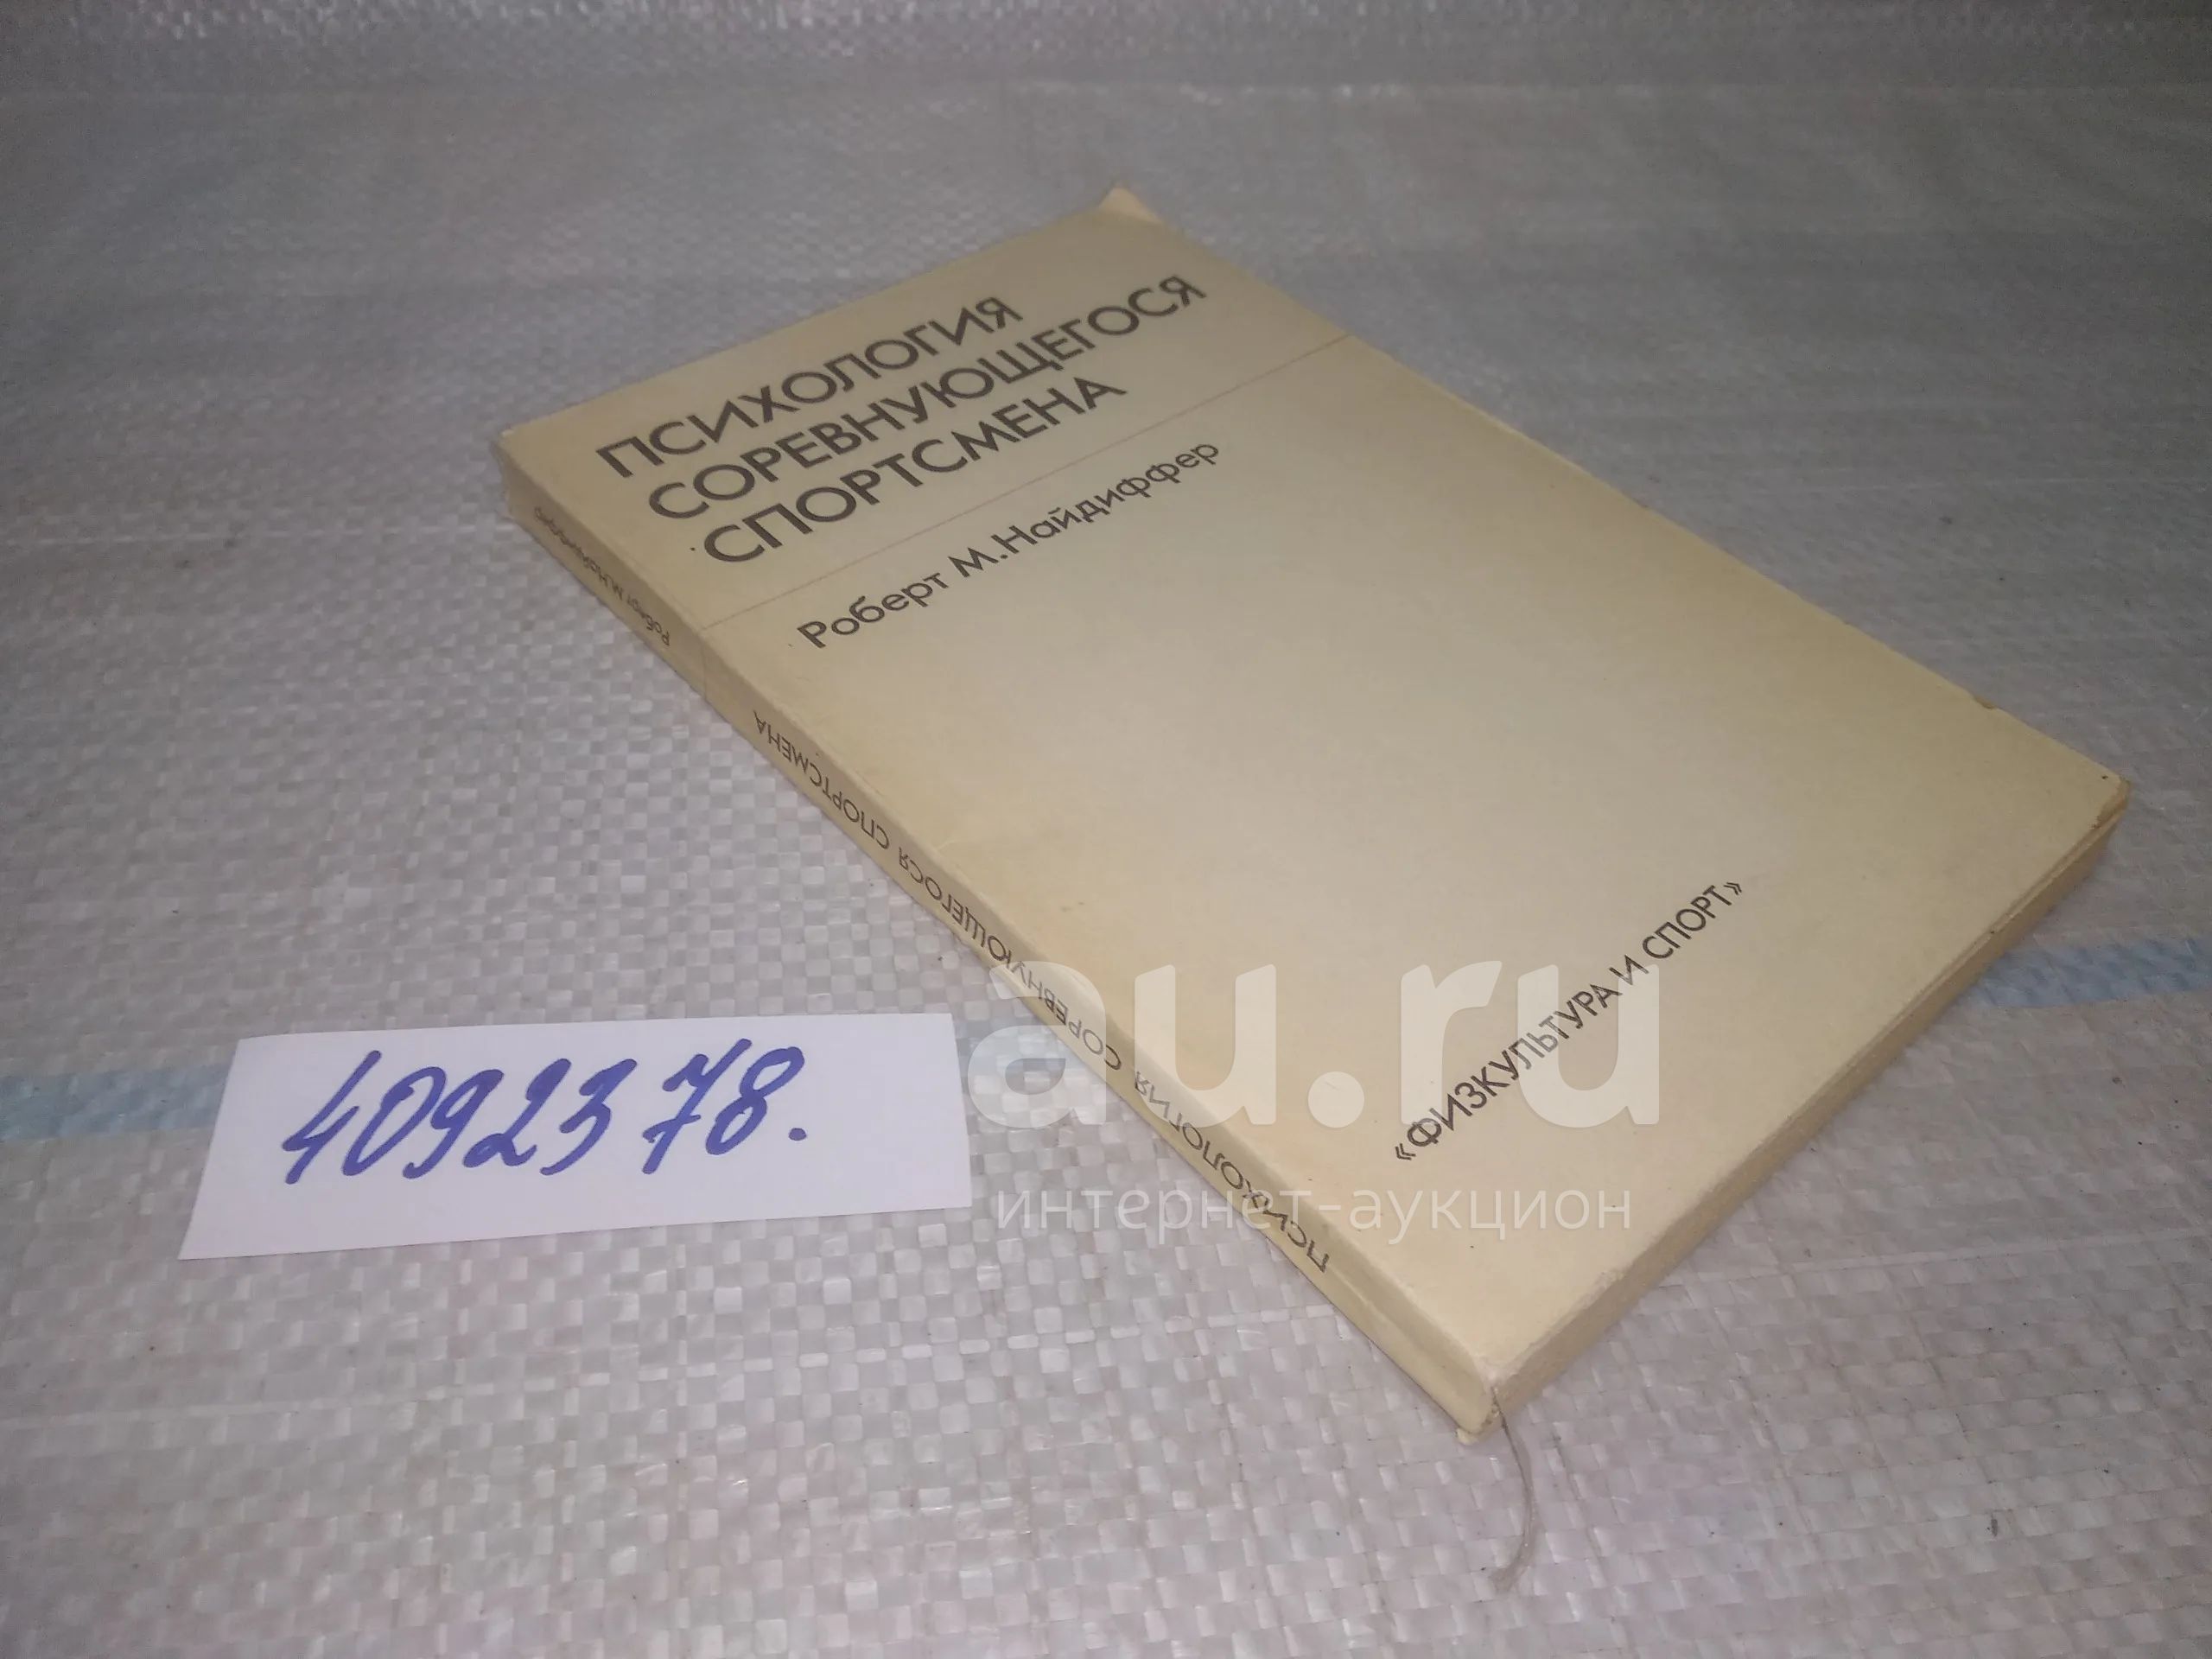 ПСИХОЛОГИЯ
СОРЕВНУЮЩЕГОСЯ
СПОРТСМЕНА
Роберт М.Найдиффер
«ФИЗКУЛЬТУРА И СПОРТ»
ПСИХОЛОГИЯ СОРЕВНУЮЩЕГОСЯ СПОРТСМЕНА
Роберт М.Найдиффер
4092378.
au.ru
интернет-аукцион